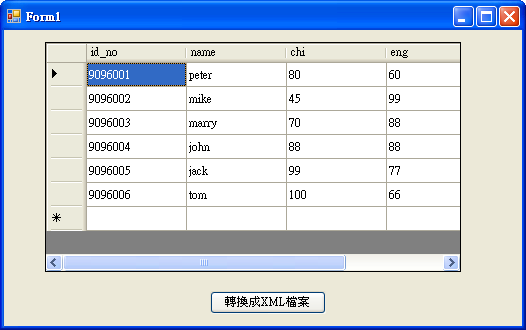 Form1
id_no name chi eng
9096001 peter 80 60
9096002 mike 45 99
9096003 marry 70 88
9096004 john 88 88
9096005 jack 99 77
9096006 tom 100 66
轉換成XML檔案